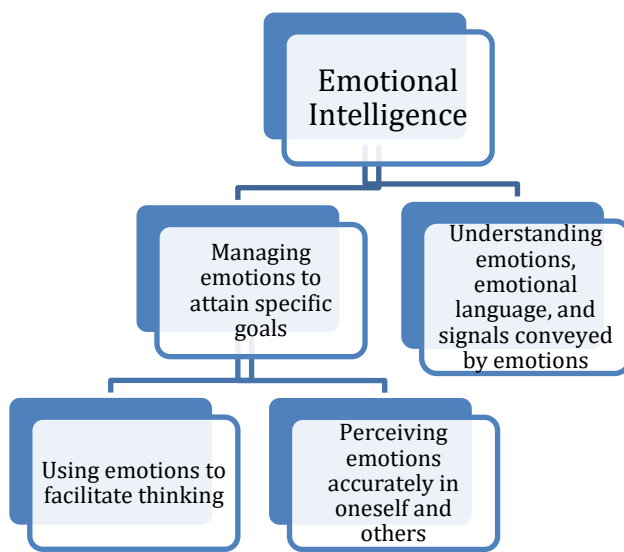 Emotional
Intelligence
Managing
emotions to
attain specific
goals
Understanding
emotions,
emotional
language, and
signals conveyed
by emotions
Using emotions to
facilitate thinking
Perceiving
emotions
accurately in
oneself and
others